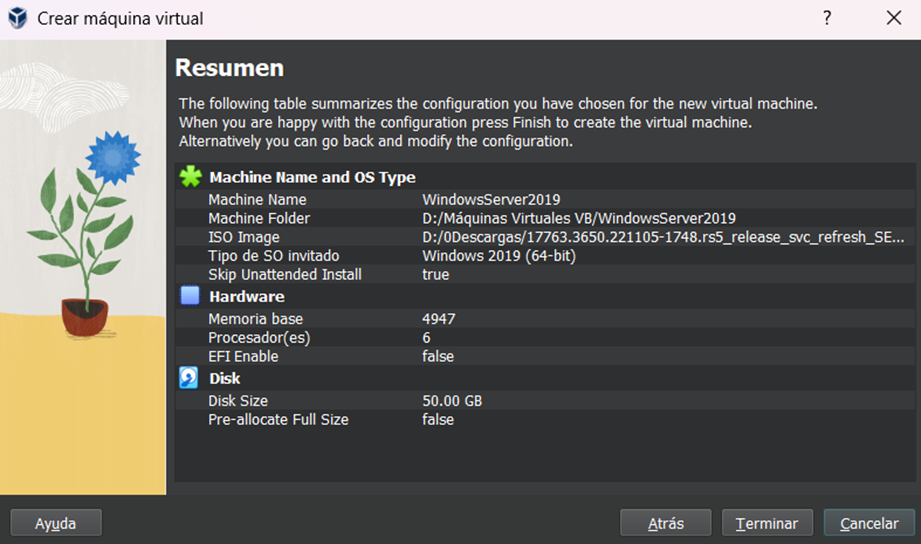 Crear máquina virtual
?
Resumen
The following table summarizes the configuration you have chosen for the new virtual machine.
When you are happy with the configuration press Finish to create the virtual machine.
Alternatively you can go back and modify the configuration.
Machine Name and OS Type
Machine Name WindowsServer2019
Machine Folder D:/Máquinas Virtuales VB/WindowsServer2019
ISO Image D:/0Descargas/17763.3650.221105-1748.rs5_release_svc_refresh_SE...
Tipo de SO invitado Windows 2019 (64-bit)
Skip Unattended Install true
Hardware
Memoria base 4947
Procesador(es) 6
EFI Enable false
Disk
Disk Size 50.00 GB
Pre-allocate Full Size false
Ayuda Atrás Terminar Cancelar